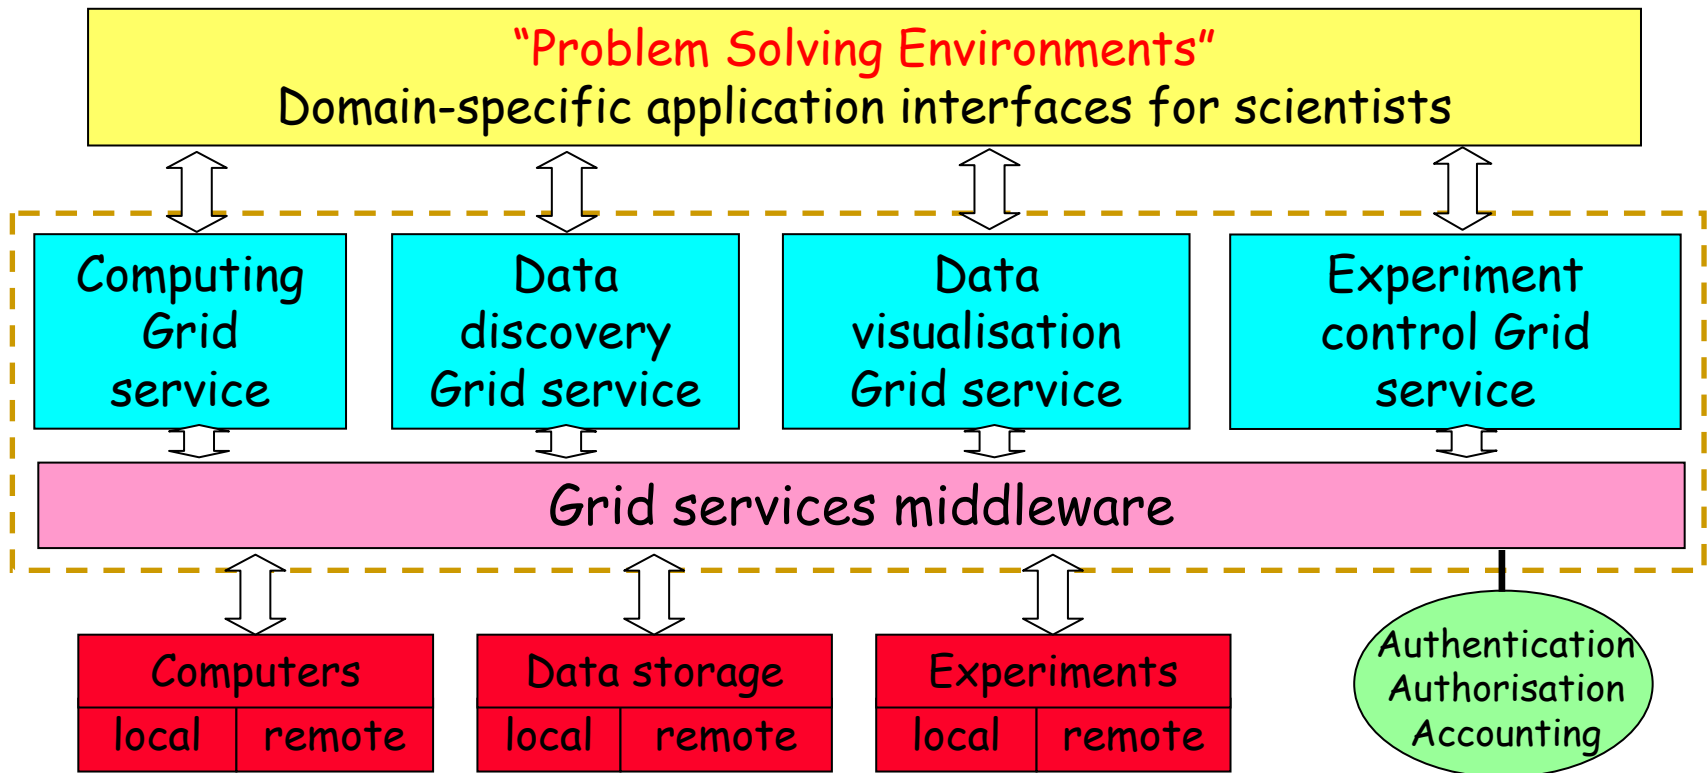 “Problem Solving Environments”
Domain-specific application interfaces for scientists
Computing
Grid
service
Data
discovery
Grid service
Data
visualisation
Grid service
Experiment
control Grid
service
Grid services middleware
Computers
local
remote
Data storage
local
remote
Experiments
local
remote
Authentication
Authorisation
Accounting